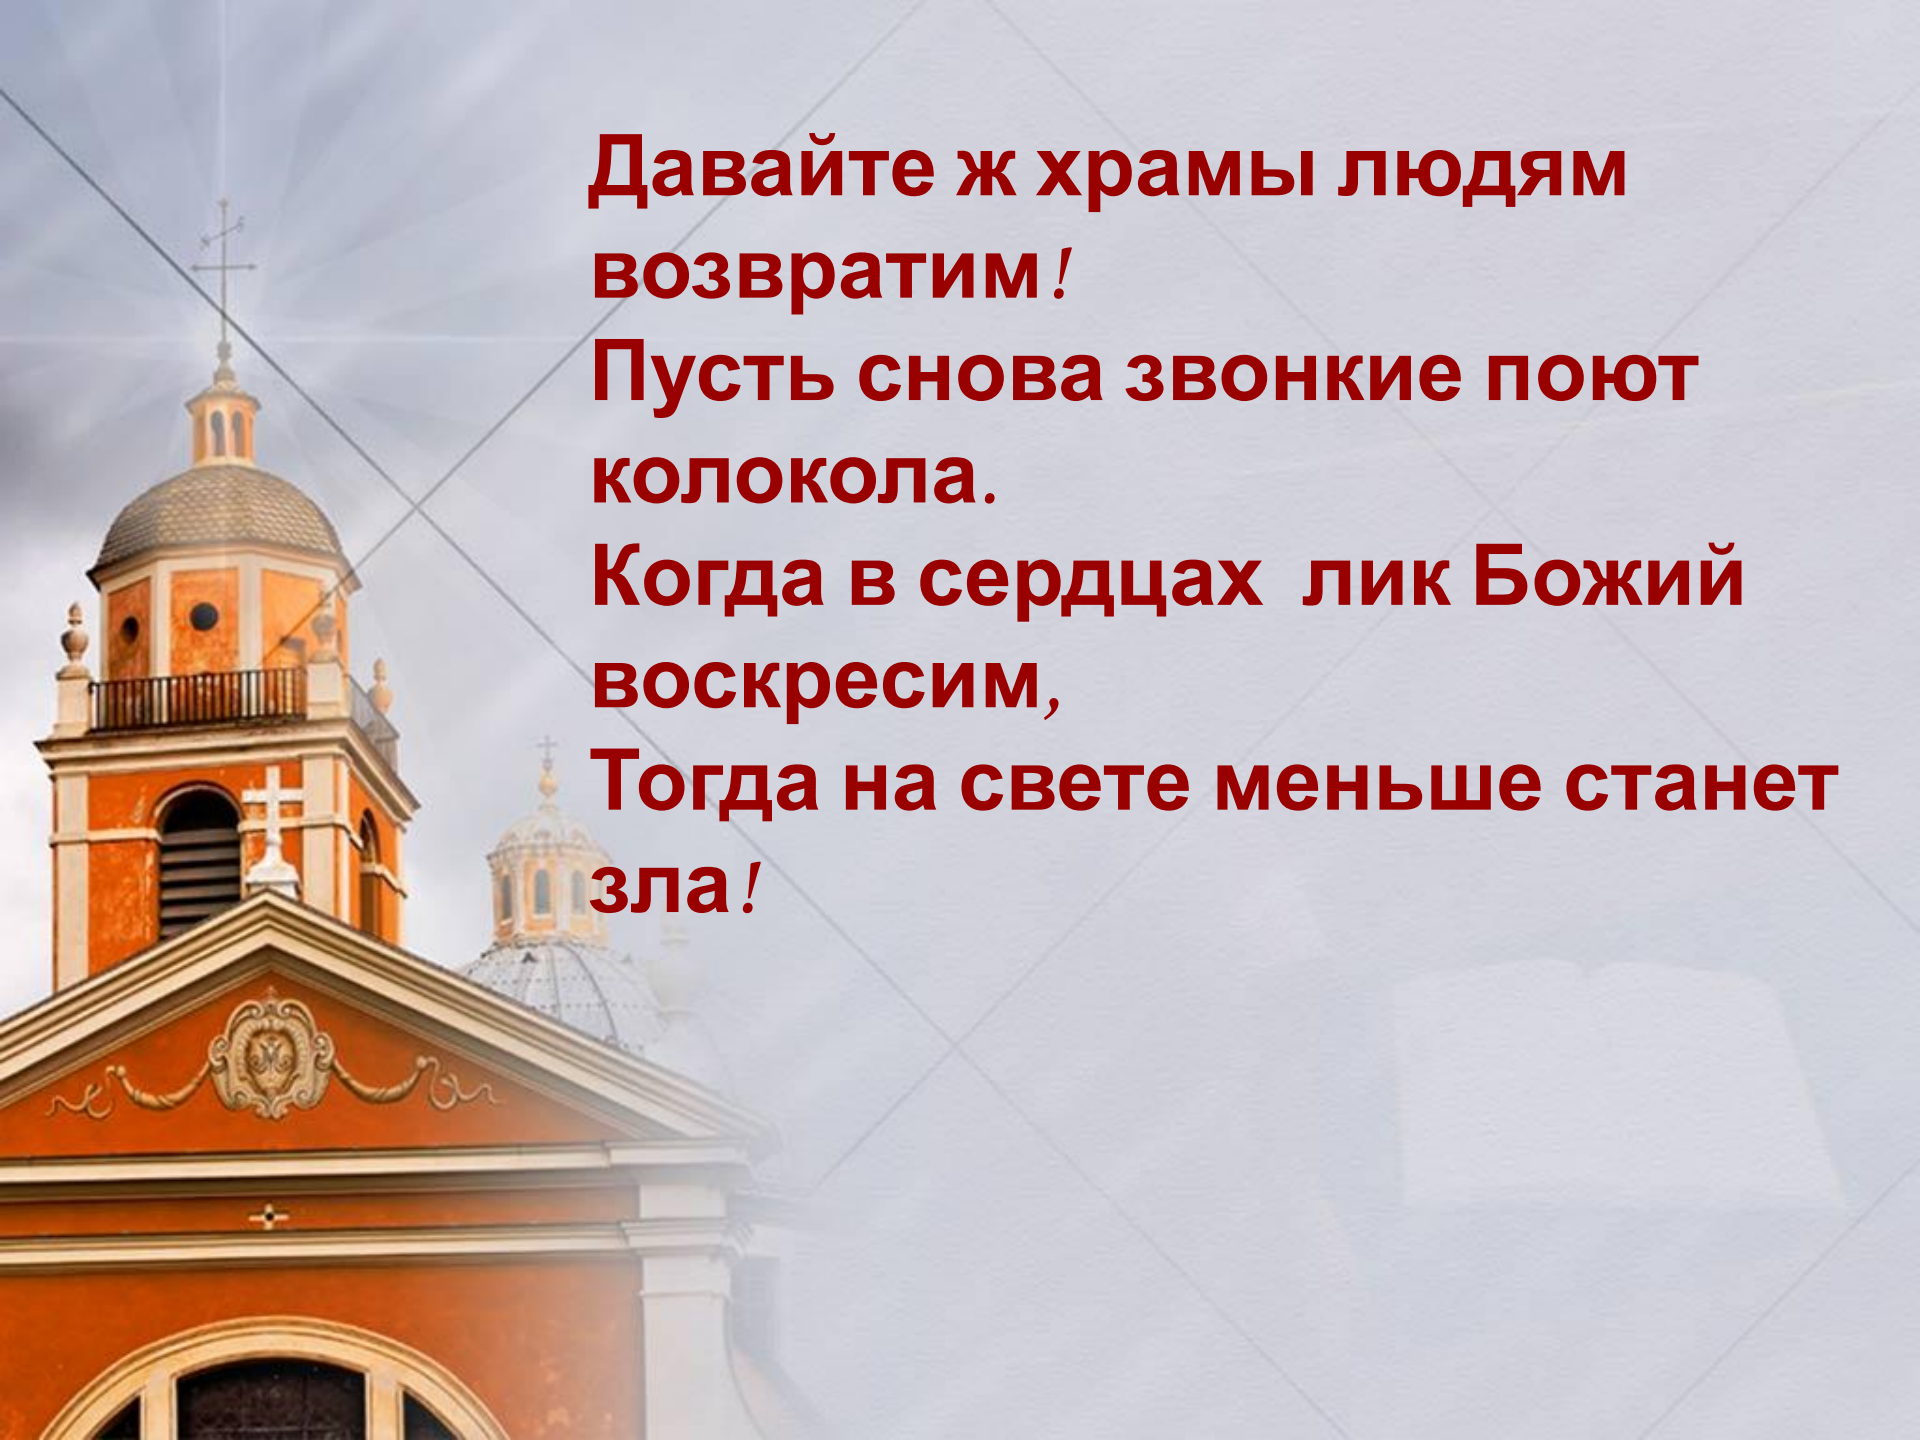 Давайте ж храмы людям
возвратим!
Пусть снова звонкие поют
колокола.
Когда в сердцах  лик Божий
воскресим,
Тогда на свете меньше станет
зла!